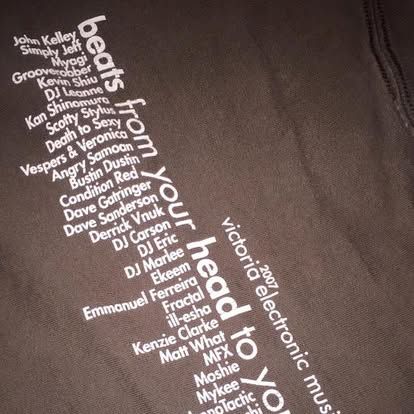 John Kelley
Simply Jeff
Myagi
Grooverobber
Kevin Shiu
DJ Leanne
Kan Shinomura
Scotty Stylus
Death to Sexy
Vespers & Veronica
Angry Samoan
Bustin Dustin
Condition Red
Dave Gatringer
Dave Sanderson
Derrick Vnuk
DJ Carson
DJ Eric
DJ Marlee
Ekeem
Emmanuel Ferreira
Fractal
ill-esha
Kenzie Clarke
Matt What
MFX
Moshie
Mykee
beats from your head to yo
2007/
victoria electronic mus